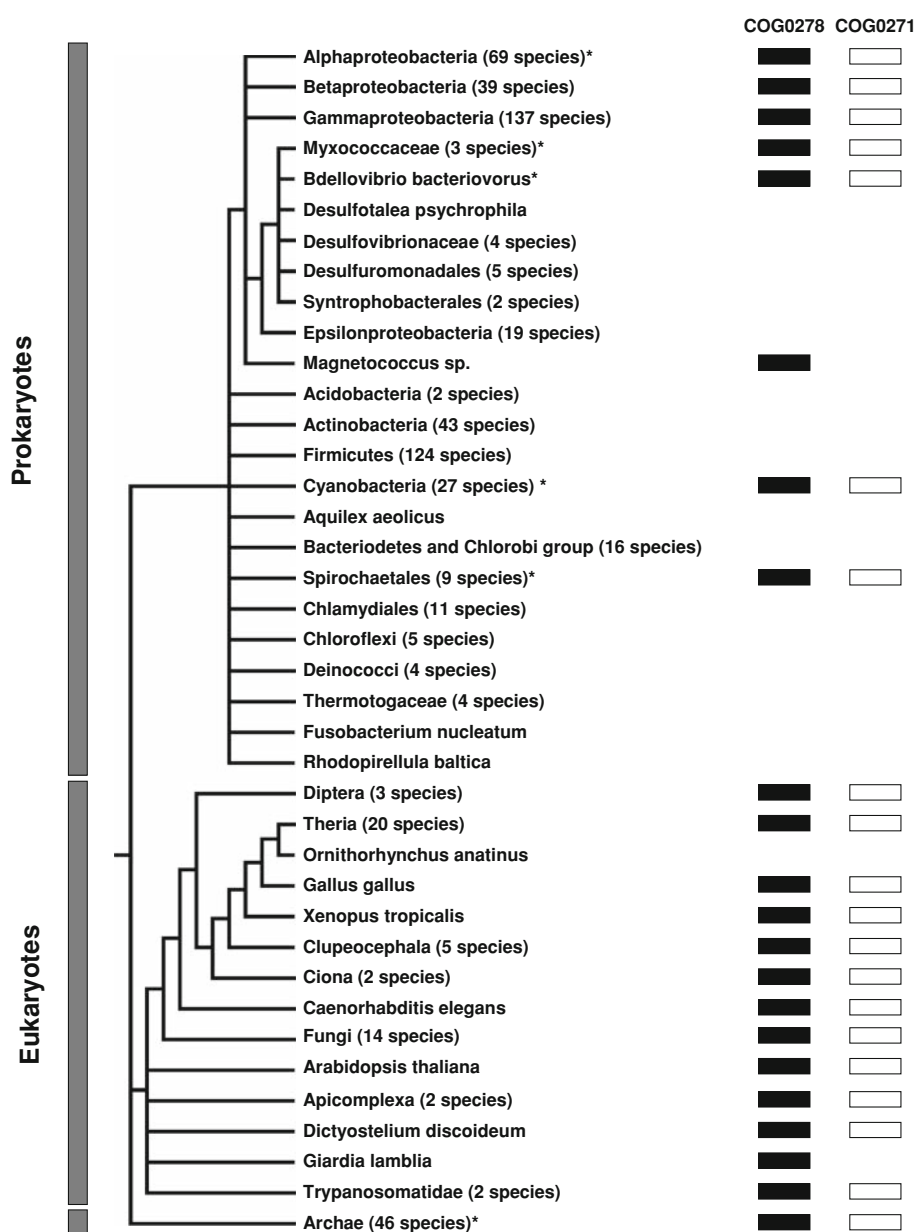 COG0278 COG0271
Alphaproteobacteria (69 species)*
Betaproteobacteria (39 species)
Gammaproteobacteria (137 species)
Myxococcaceae (3 species)*
Bdellovibrio bacteriovorus*
Desulfotalea psychrophila
Desulfovibrionaceae (4 species)
Desulfuromonadales (5 species)
Syntrophobacterales (2 species)
Epsilonproteobacteria (19 species)
Magnetococcus sp.
Acidobacteria (2 species)
Actinobacteria (43 species)
Firmicutes (124 species)
Cyanobacteria (27 species) *
Aquilex aeolicus
Bacteriodetes and Chlorobi group (16 species)
Spirochaetales (9 species)*
Chlamydiales (11 species)
Chloroflexi (5 species)
Deinococci (4 species)
Thermotogaceae (4 species)
Fusobacterium nucleatum
Rhodopirellula baltica
Diptera (3 species)
Theria (20 species)
Ornithorhynchus anatinus
Gallus gallus
Xenopus tropicalis
Clupeocephala (5 species)
Ciona (2 species)
Caenorhabditis elegans
Fungi (14 species)
Arabidopsis thaliana
Apicomplexa (2 species)
Dictyostelium discoideum
Giardia lamblia
Trypanosomatidae (2 species)
Archae (46 species)*
Prokaryotes
Eukaryotes